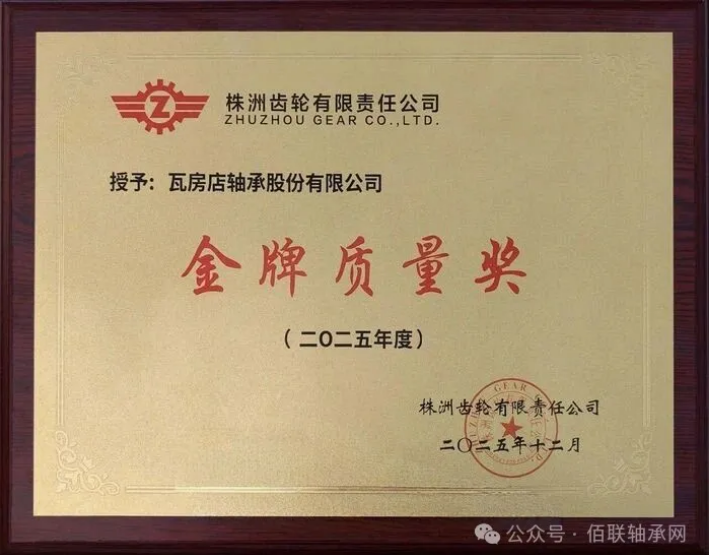 Z
株洲齿轮有限责任公司
ZHUZHOU GEAR CO.,LTD.
授予：瓦房店轴承股份有限公司
金牌质量奖
（二〇二五年度）
株洲齿轮有限责任公司
二〇二五年十二月
公众号·佰联轴承网